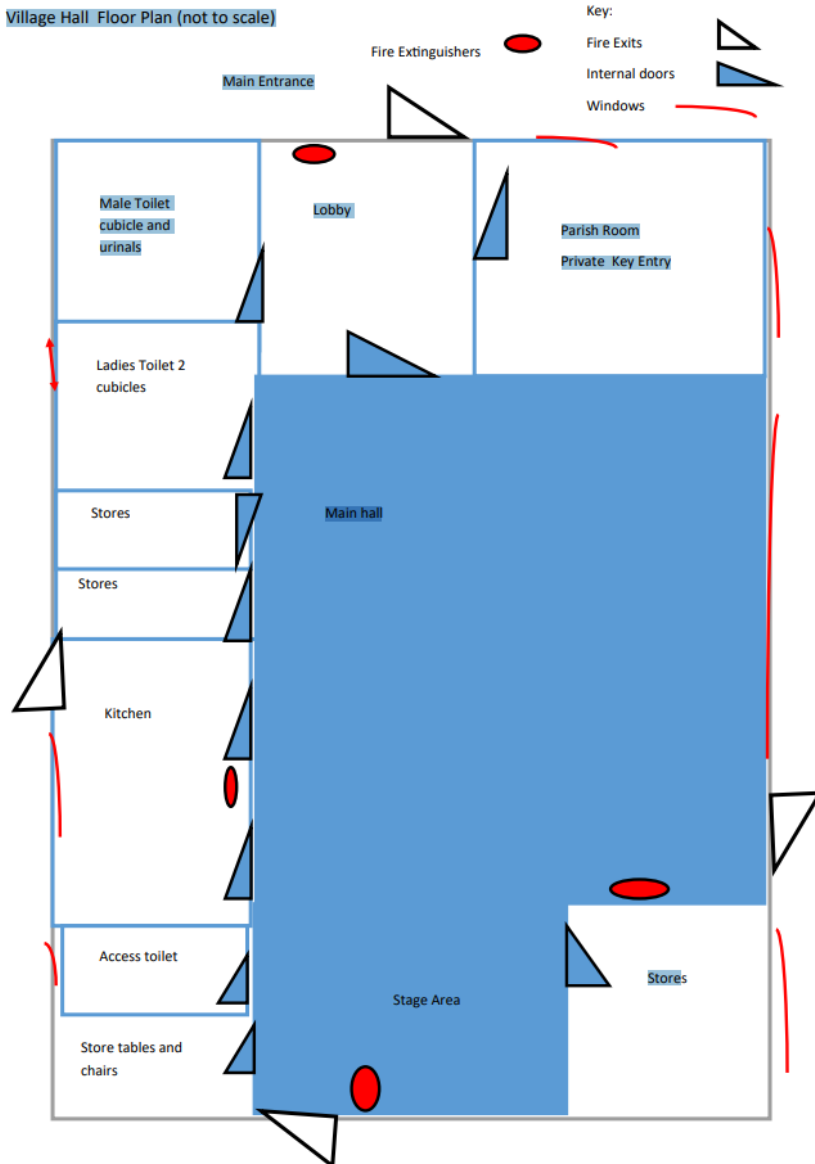 Village Hall Floor Plan (not to scale)
Key:
Fire Extinguishers
Fire Exits
Internal doors
Windows
Main Entrance
Male Toilet
cubicle and
urinals
Lobby
Parish Room
Private Key Entry
Ladies Toilet 2
cubicles
Stores
Main hall
Stores
Kitchen
Access toilet
Stores
Stage Area
Store tables and
chairs